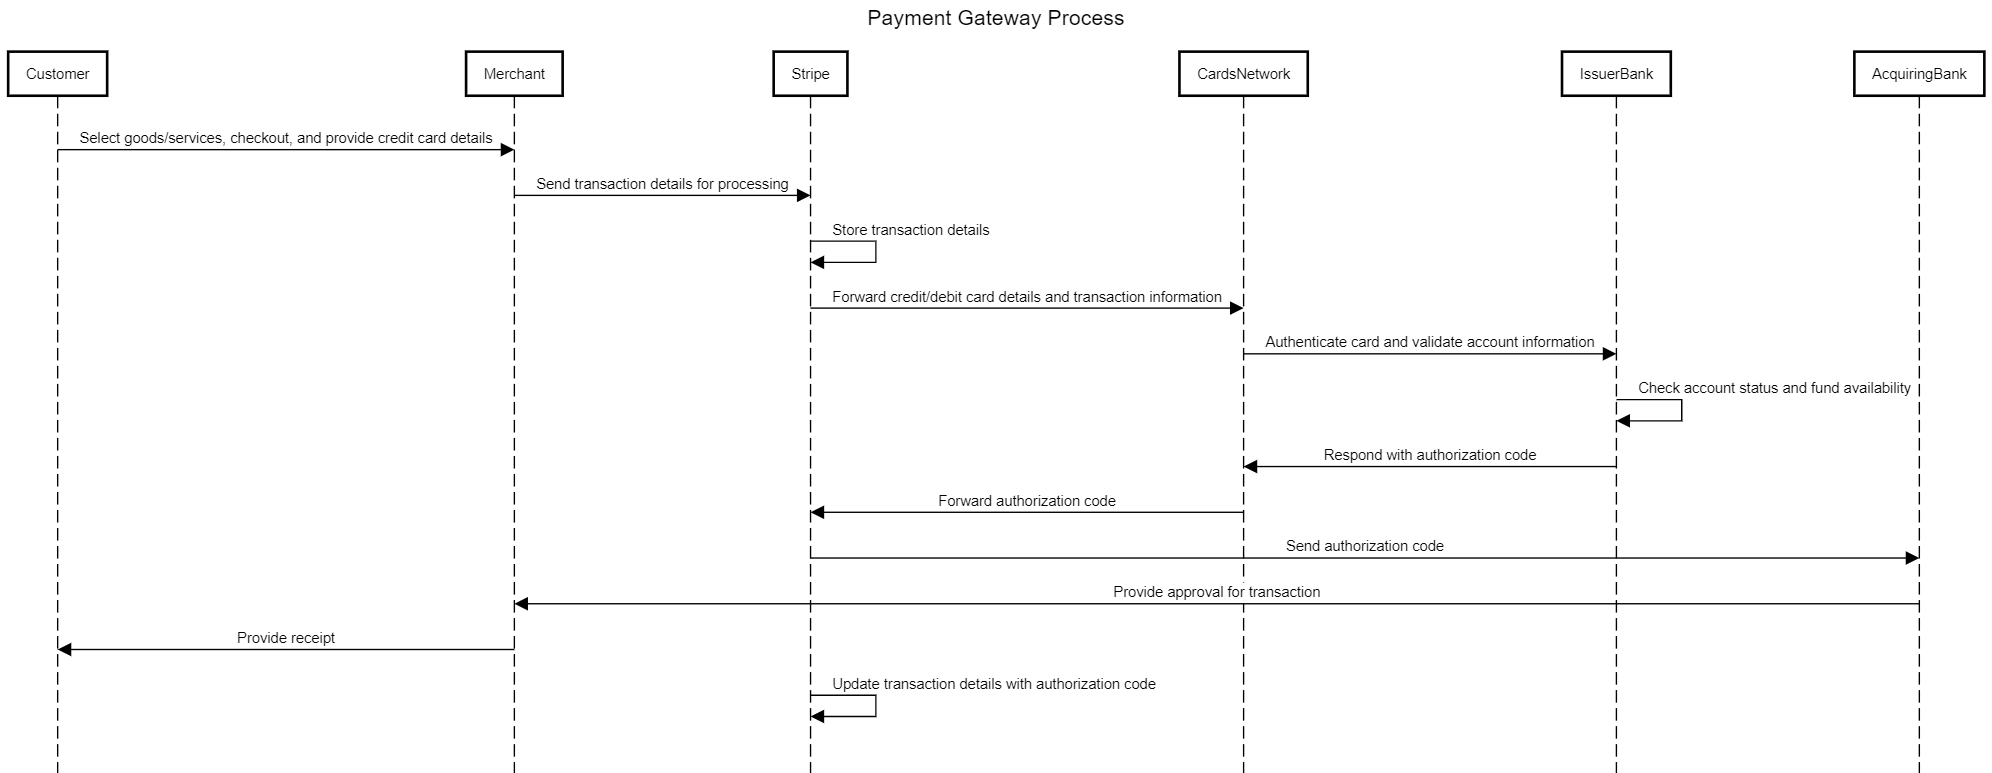 Payment Gateway Process
Customer
Merchant
Stripe
CardsNetwork
IssuerBank
AcquiringBank
Select goods/services, checkout, and provide credit card details
Send transaction details for processing
Store transaction details
Forward credit/debit card details and transaction information
Authenticate card and validate account information
Check account status and fund availability
Respond with authorization code
Forward authorization code
Send authorization code
Provide approval for transaction
Provide receipt
Update transaction details with authorization code